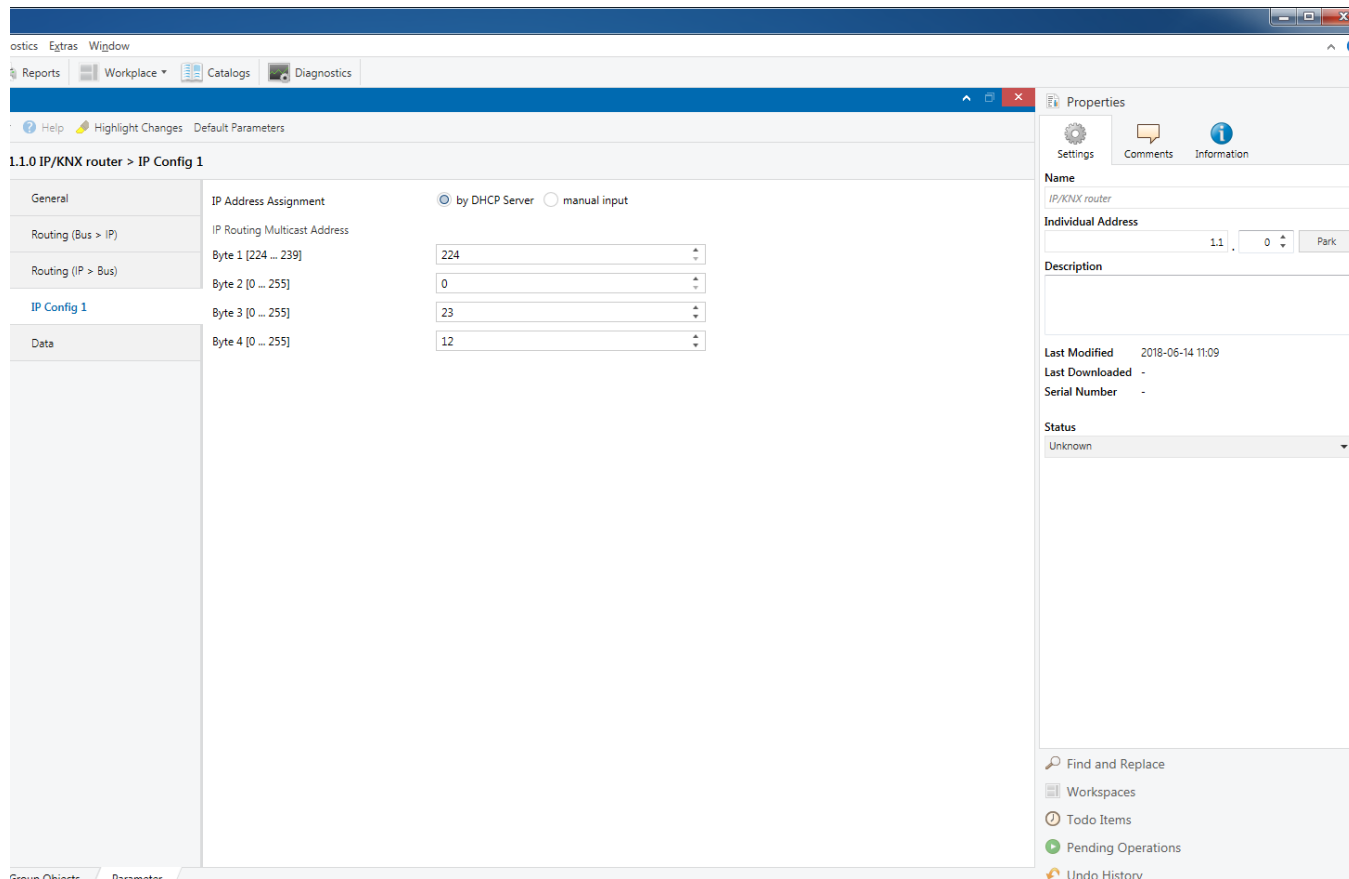 Extras Window
Reports Workplace Catalogs Diagnostics
Help Highlight Changes Default Parameters
1.1.0 IP/KNX router > IP Config 1
General
Routing (Bus > IP)
Routing (IP > Bus)
IP Config 1
Data
IP Address Assignment by DHCP Server manual input
IP Routing Multicast Address
Byte 1 [224 ... 239] 224
Byte 2 [0 ... 255] 0
Byte 3 [0 ... 255] 23
Byte 4 [0 ... 255] 12
Group Objects Parameter
Properties
Settings Comments Information
Name
IP/KNX router
Individual Address
1.1 . 0 Park
Description
Last Modified 2018-06-14 11:09
Last Downloaded -
Serial Number -
Status
Unknown
Find and Replace
Workspaces
Todo Items
Pending Operations
Undo History